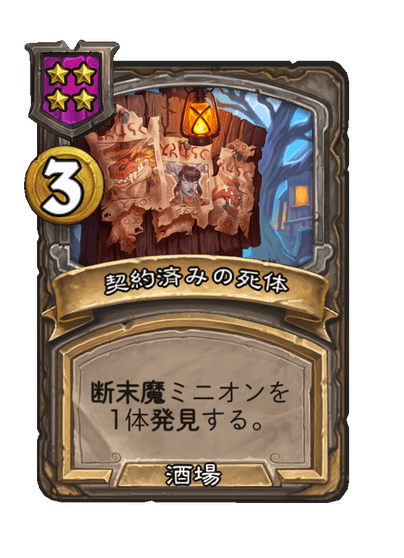 3
契約済みの死体
断末魔ミニオンを
1体発見する。
酒場